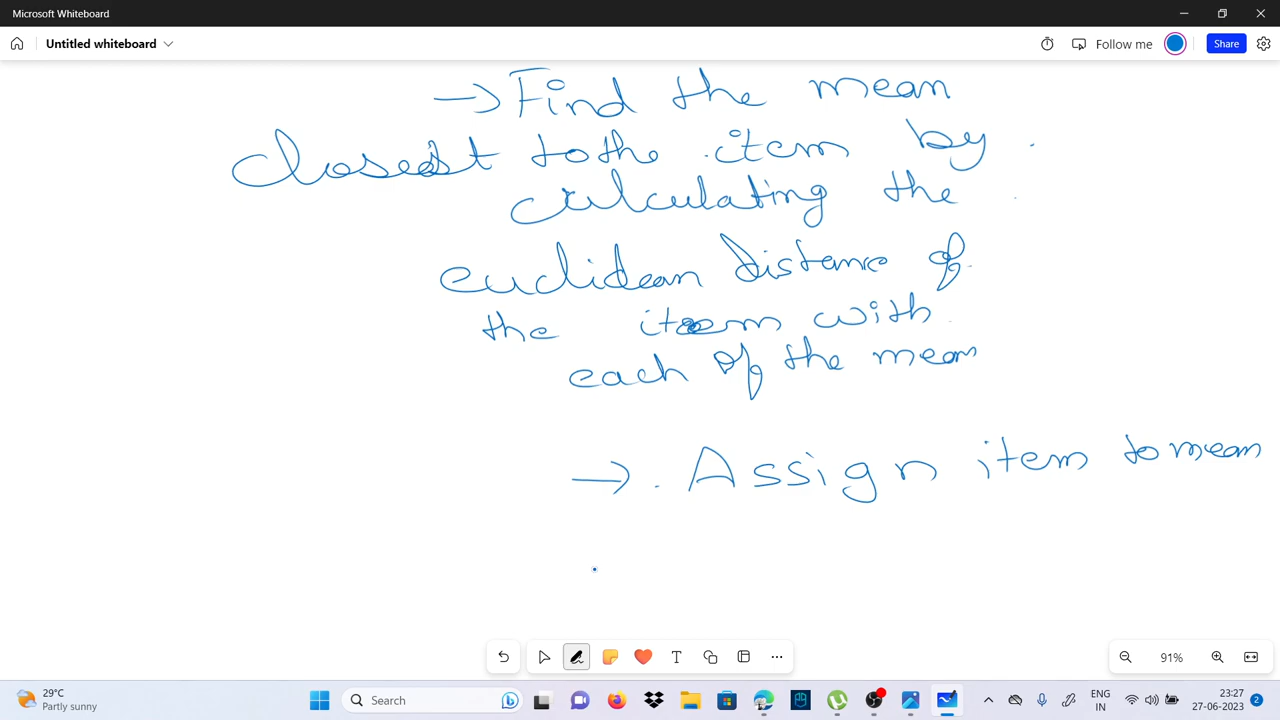 Microsoft Whiteboard
Untitled whiteboard
Follow me
Share
→ Find the mean
closest to the item by
calculating the
euclidean distance of
the item with
each of the mean
→ Assign item to mean
91%
29°C
Partly sunny
Search
ENG
IN
23:27
27-06-2023
2